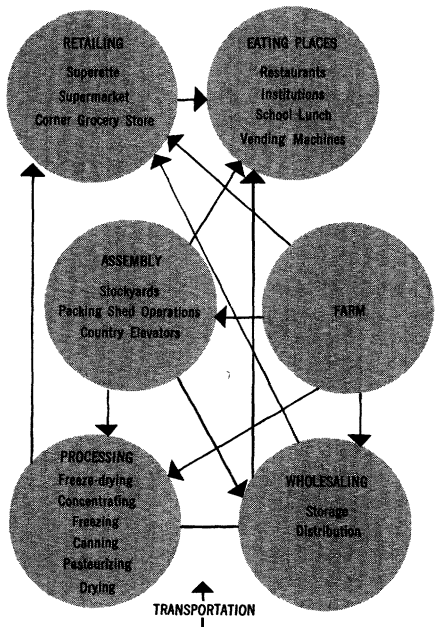 RETAILING
Superette
Supermarket
Corner Grocery Store
EATING PLACES
Restaurants
Institutions
School Lunch
Vending Machines
ASSEMBLY
Stockyards
Packing Shed Operations
Country Elevators
FARM
PROCESSING
Freeze-drying
Concentrating
Freezing
Canning
Pasteurizing
Drying
WHOLESALING
Storage
Distribution
TRANSPORTATION